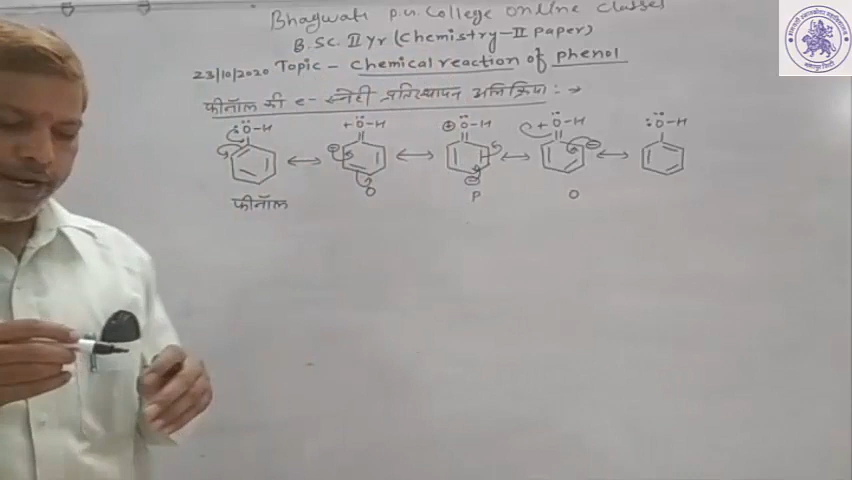 Bhagwati P.G. College Online Classes
B.SC. II Yr (Chemistry-II Paper)
23/10/2020 Topic - Chemical reaction of phenol
फीनॉल की e- स्नेही प्रतिस्थापन अभिक्रिया :- →
:Ö-H +Ö-H ⊕Ö-H +Ö-H :Ö-H
O P O
फीनॉल